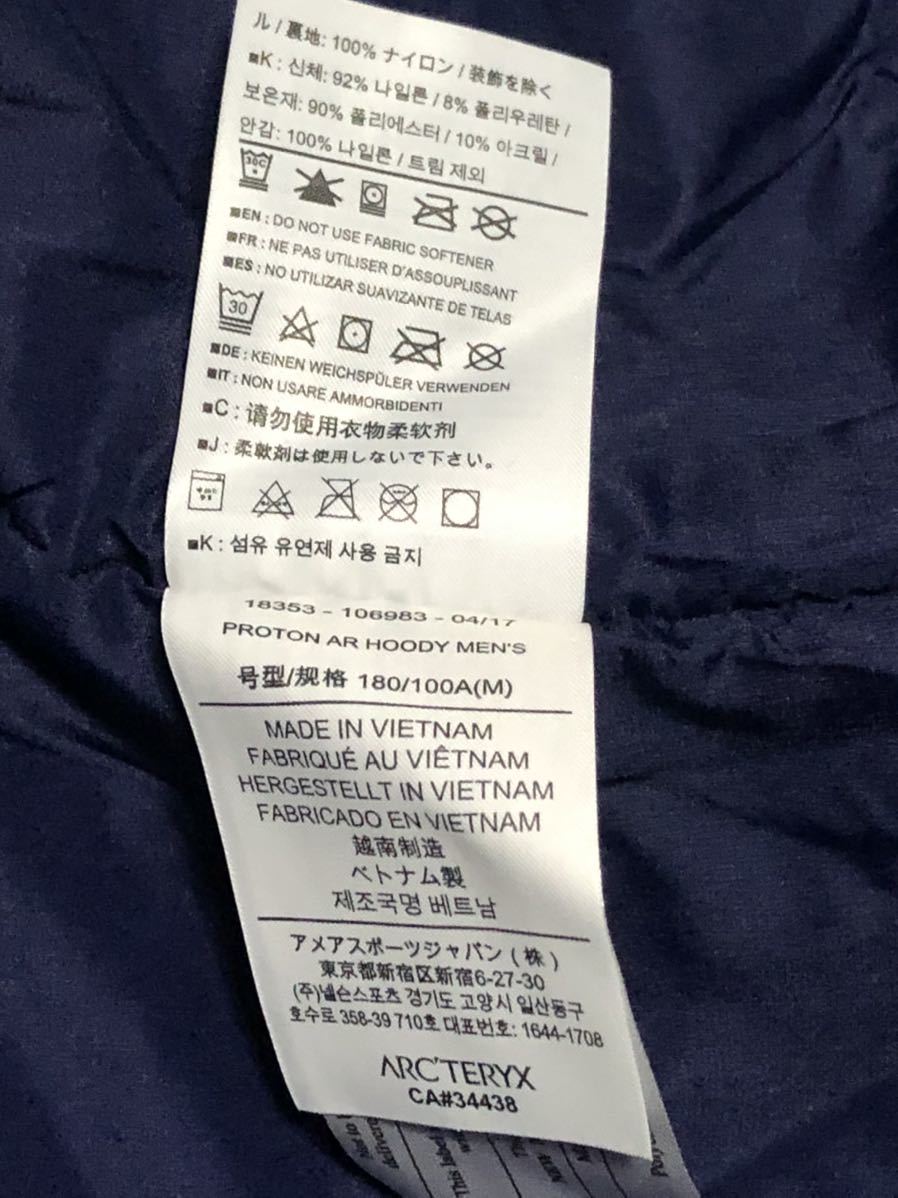 ル / 裏地: 100% ナイロン / 装飾を除く
■K : 신체: 92% 나일론 / 8% 폴리우레탄 /
보온재: 90% 폴리에스터 / 10% 아크릴 /
안감: 100% 나일론 / 트림 제외
30C
■EN : DO NOT USE FABRIC SOFTENER
■FR : NE PAS UTILISER D'ASSOUPLISSANT
■ES : NO UTILIZAR SUAVIZANTE DE TELAS
30
■DE : KEINEN WEICHSPÜLER VERWENDEN
■IT : NON USARE AMMORBIDENTI
■C : 请勿使用衣物柔软剂
■J : 柔軟剤は使用しないで下さい。
■K : 섬유 유연제 사용 금지
18353 - 106983 - 04/17
PROTON AR HOODY MEN'S
号型/规格 180/100A(M)
MADE IN VIETNAM
FABRIQUÉ AU VIÊTNAM
HERGESTELLT IN VIETNAM
FABRICADO EN VIETNAM
越南制造
ベトナム製
제조국명 베트남
アメアスポーツジャパン ( 株 )
東京都新宿区新宿6-27-30
(주)넬슨스포츠 경기도 고양시 일산동구
호수로 358-39 710호 대표번호: 1644-1708
ARC'TERYX
CA#34438
Not to
deliver
This label
NEW